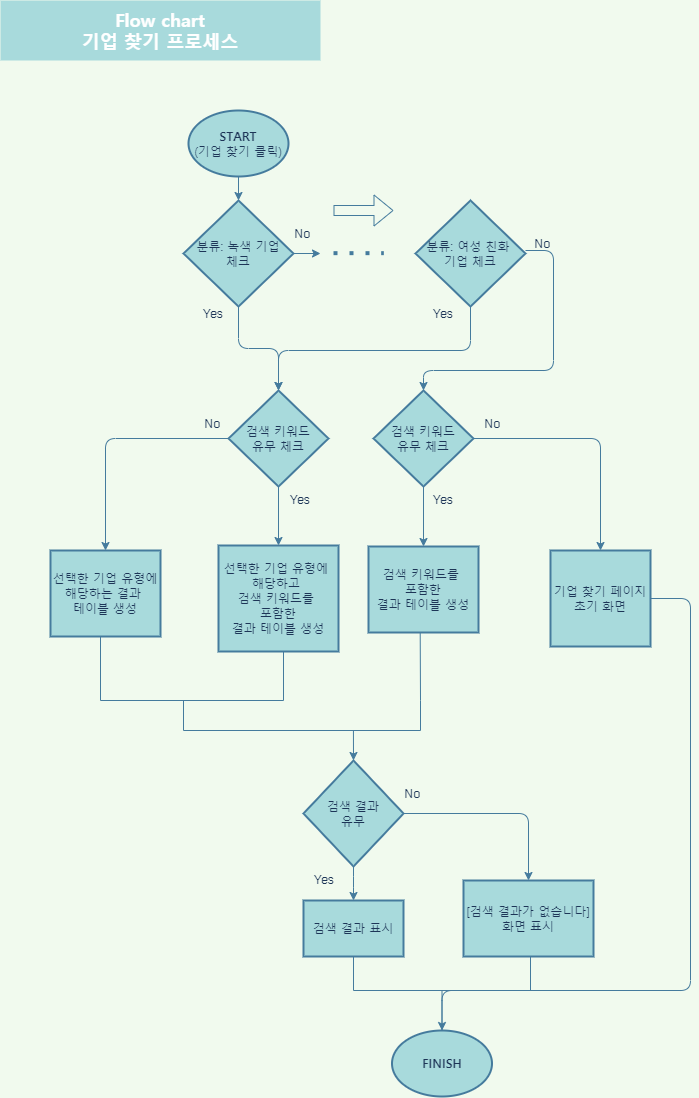 Flow chart
기업 찾기 프로세스
START
(기업 찾기 클릭)
No
분류: 녹색 기업
체크
분류: 여성 친화
기업 체크
No
Yes
Yes
No
검색 키워드
유무 체크
검색 키워드
유무 체크
No
Yes
Yes
선택한 기업 유형에
해당하는 결과
테이블 생성
선택한 기업 유형에
해당하고
검색 키워드를
포함한
결과 테이블 생성
검색 키워드를
포함한
결과 테이블 생성
기업 찾기 페이지
초기 화면
검색 결과
유무
No
Yes
검색 결과 표시
[검색 결과가 없습니다]
화면 표시
FINISH